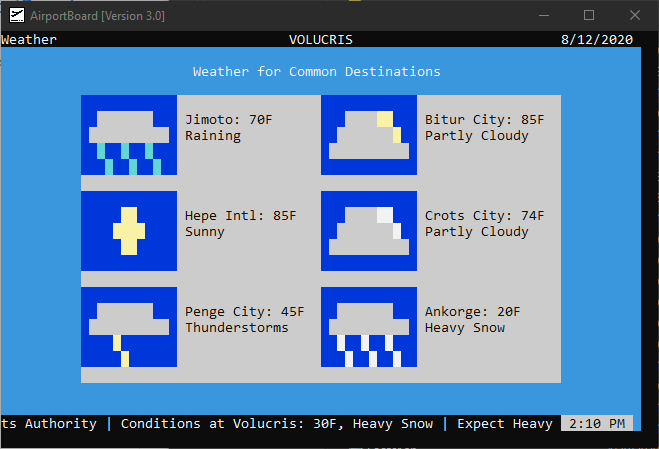 AirportBoard [Version 3.0]
Weather VOLUCRIS 8/12/2020
Weather for Common Destinations
Jimoto: 70F
Raining
Bitur City: 85F
Partly Cloudy
Hepe Intl: 85F
Sunny
Crots City: 74F
Partly Cloudy
Penge City: 45F
Thunderstorms
Ankorge: 20F
Heavy Snow
ts Authority | Conditions at Volucris: 30F, Heavy Snow | Expect Heavy 2:10 PM